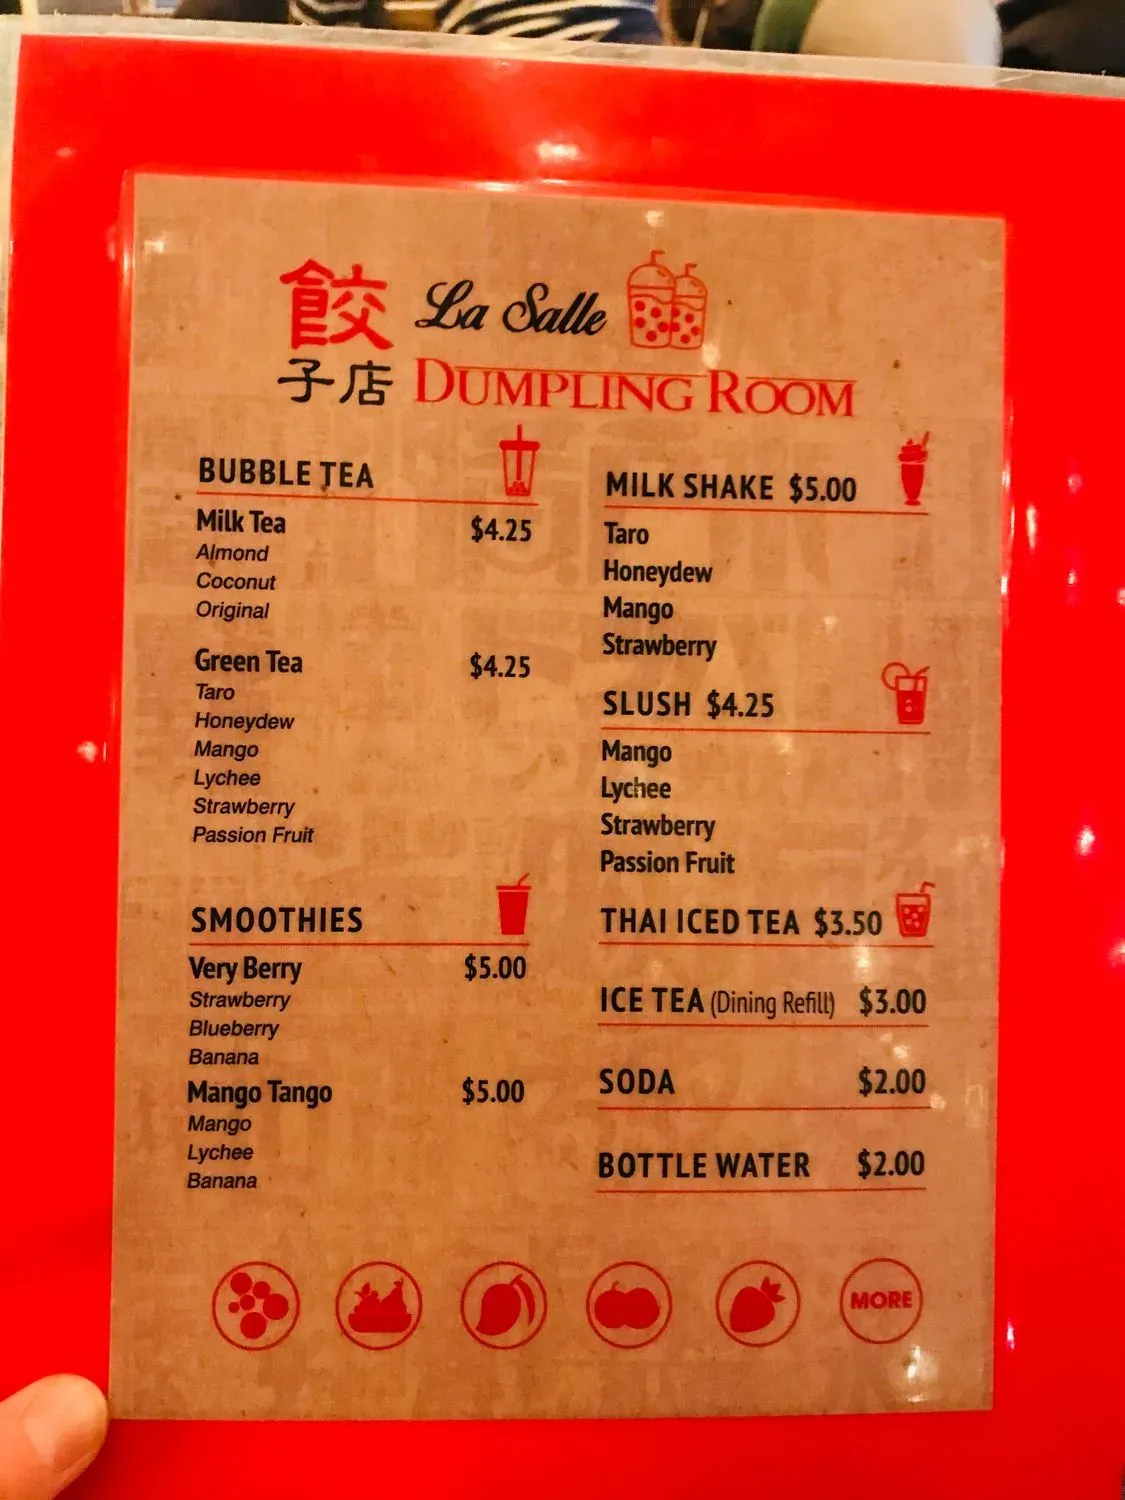 餃 La Salle
子店 DUMPLING ROOM
BUBBLE TEA
Milk Tea $4.25
Almond
Coconut
Original
Green Tea $4.25
Taro
Honeydew
Mango
Lychee
Strawberry
Passion Fruit
SMOOTHIES
Very Berry $5.00
Strawberry
Blueberry
Banana
Mango Tango $5.00
Mango
Lychee
Banana
MILK SHAKE $5.00
Taro
Honeydew
Mango
Strawberry
SLUSH $4.25
Mango
Lychee
Strawberry
Passion Fruit
THAI ICED TEA $3.50
ICE TEA (Dining Refill) $3.00
SODA $2.00
BOTTLE WATER $2.00
MORE